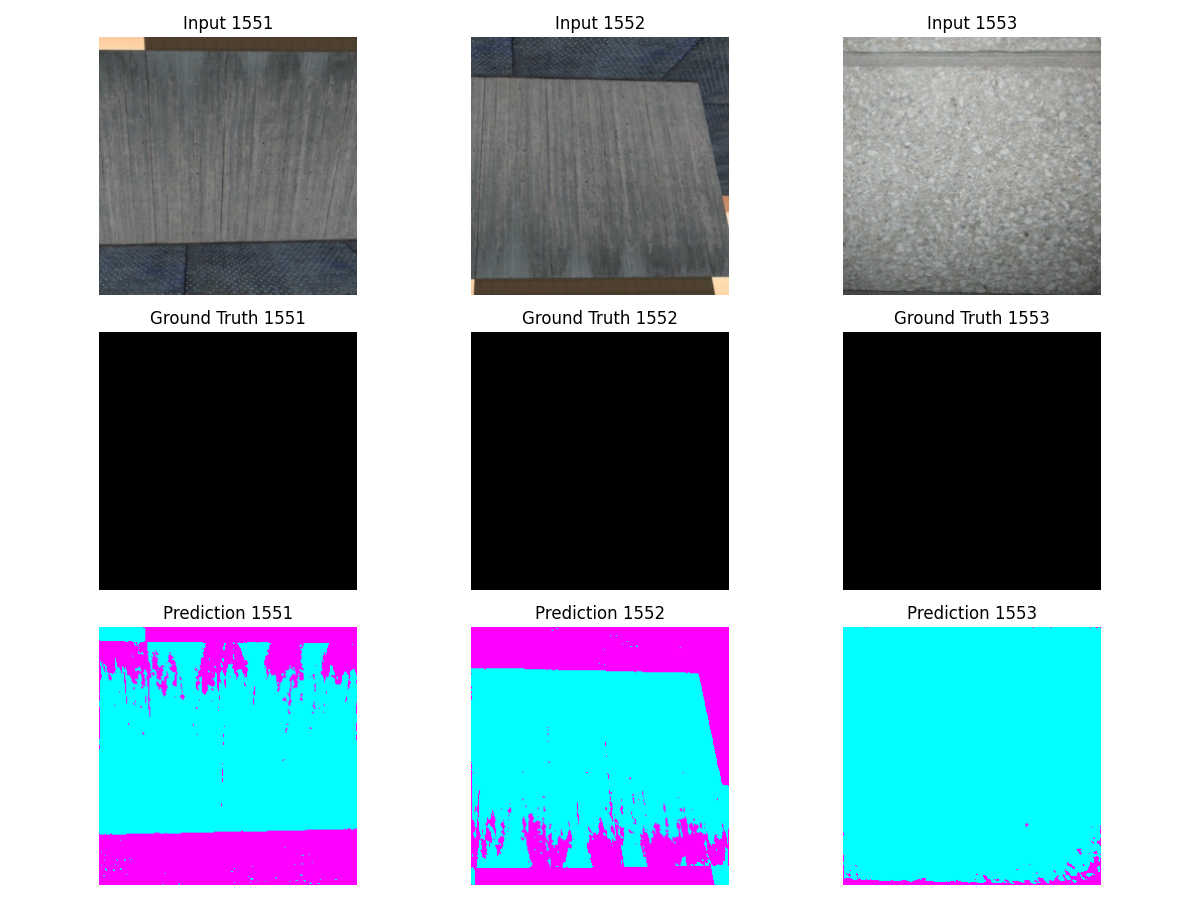 Input 1551
Input 1552
Input 1553
Ground Truth 1551
Ground Truth 1552
Ground Truth 1553
Prediction 1551
Prediction 1552
Prediction 1553